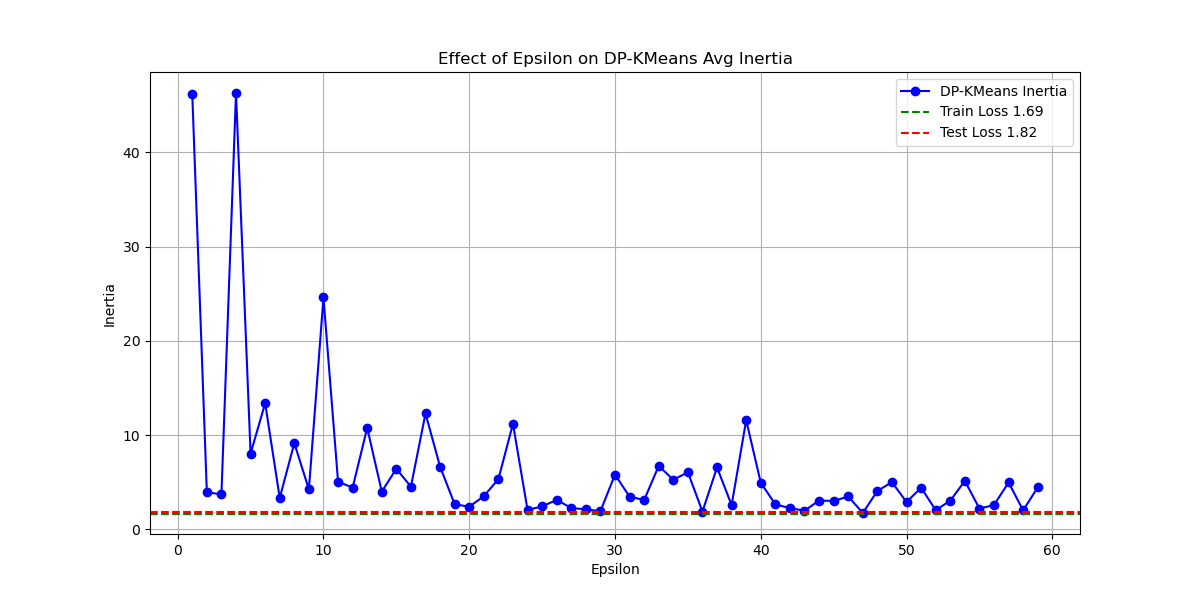 Effect of Epsilon on DP-KMeans Avg Inertia
DP-KMeans Inertia
Train Loss 1.69
Test Loss 1.82
Inertia
40
30
20
10
0
0 10 20 30 40 50 60
Epsilon